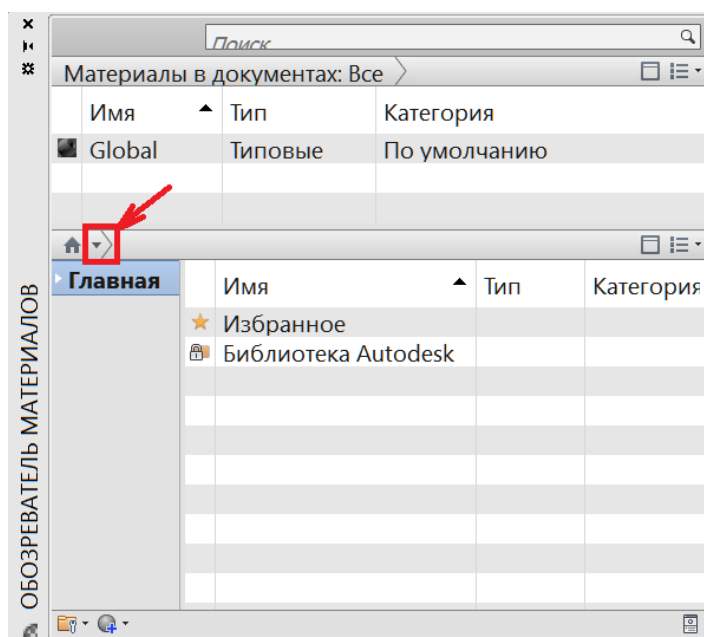 Поиск
Материалы в документах: Все
Имя Тип Категория
Global Типовые По умолчанию
Главная
Имя Тип Категория
Избранное
Библиотека Autodesk
ОБОЗРЕВАТЕЛЬ МАТЕРИАЛОВ